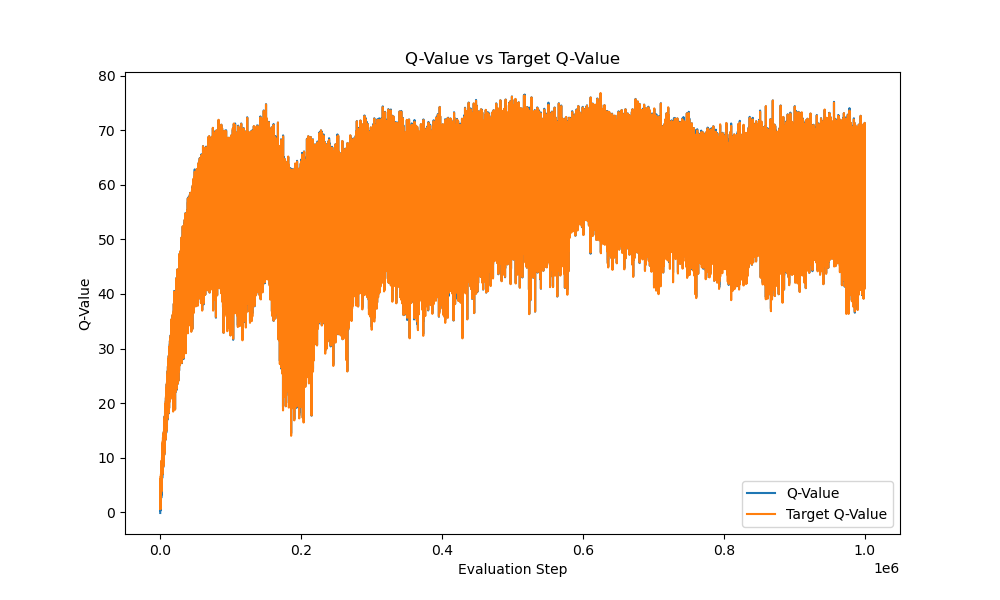 Q-Value vs Target Q-Value
80
70
60
50
40
30
20
10
0
Q-Value
0.0 0.2 0.4 0.6 0.8 1.0
1e6
Evaluation Step
Q-Value
Target Q-Value